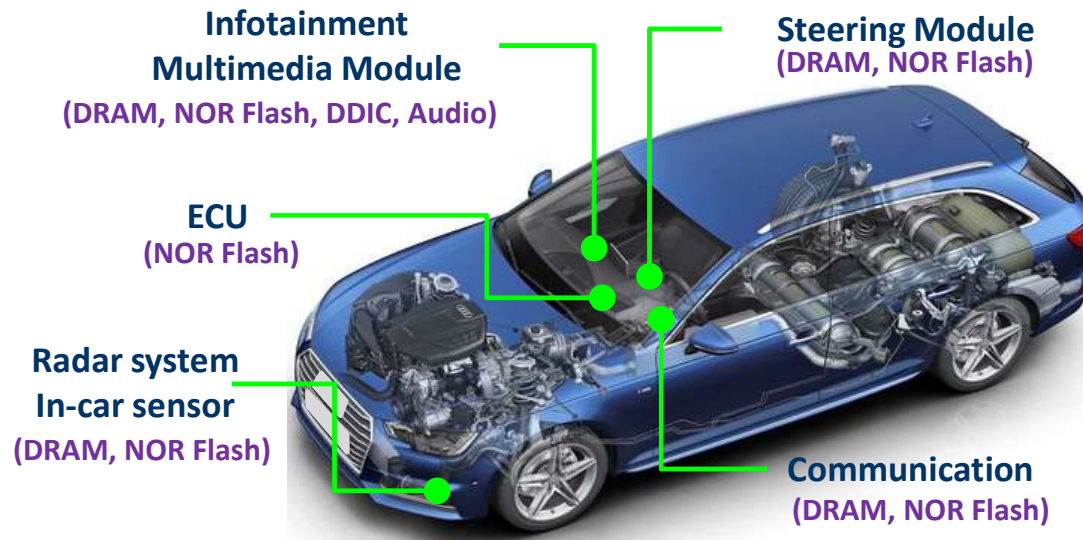 Infotainment
Multimedia Module
(DRAM, NOR Flash, DDIC, Audio)
Steering Module
(DRAM, NOR Flash)
ECU
(NOR Flash)
Radar system
In-car sensor
(DRAM, NOR Flash)
Communication
(DRAM, NOR Flash)